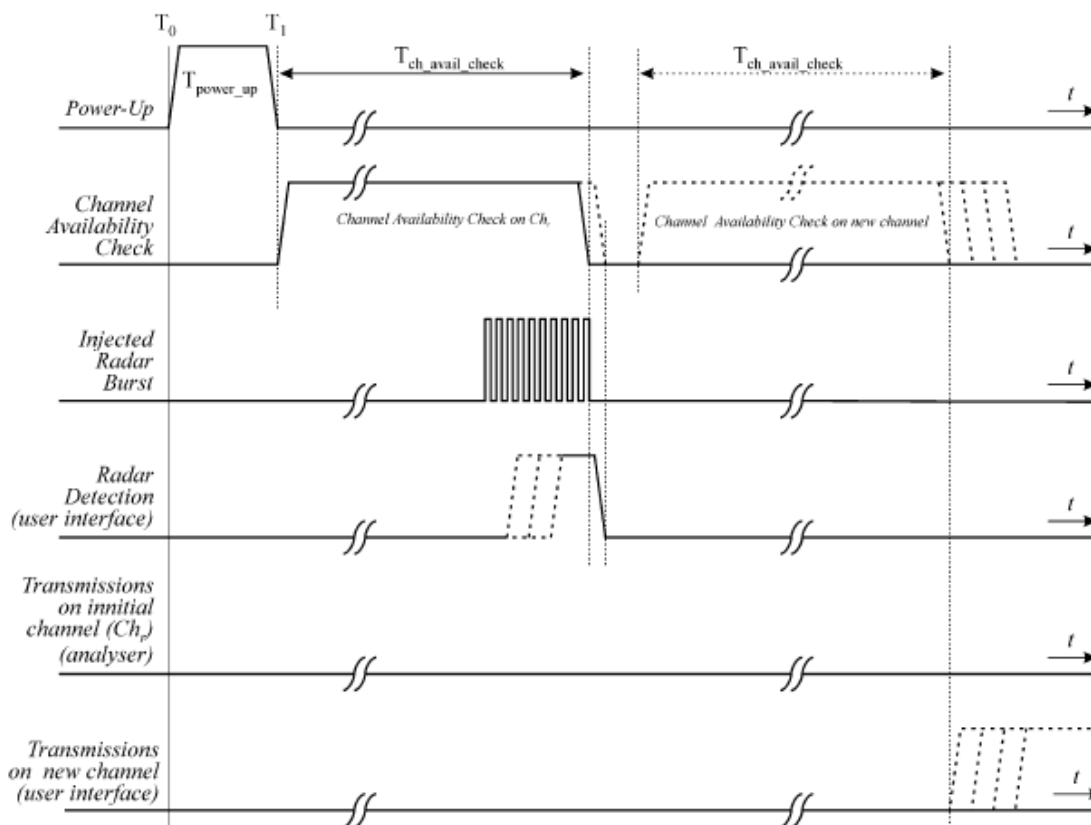 T0 T1
Tch_avail_check Tch_avail_check
Tpower_up
Power-Up t
Channel
Availability
Check
Channel Availability Check on Chr
Channel Availability Check on new channel
t
Injected
Radar
Burst
t
Radar
Detection
(user interface)
t
Transmissions
on innitial
channel (Chr)
(analyser)
t
Transmissions
on new channel
(user interface)
t